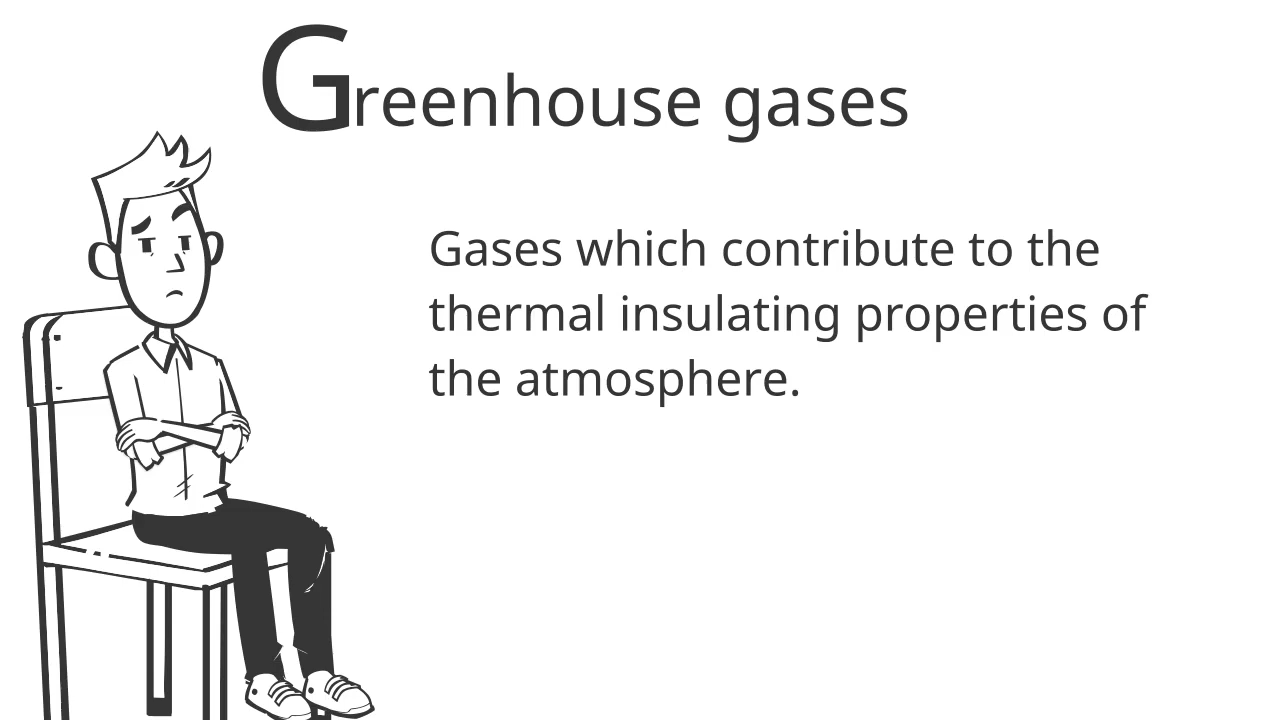 Greenhouse gases
Gases which contribute to the
thermal insulating properties of
the atmosphere.